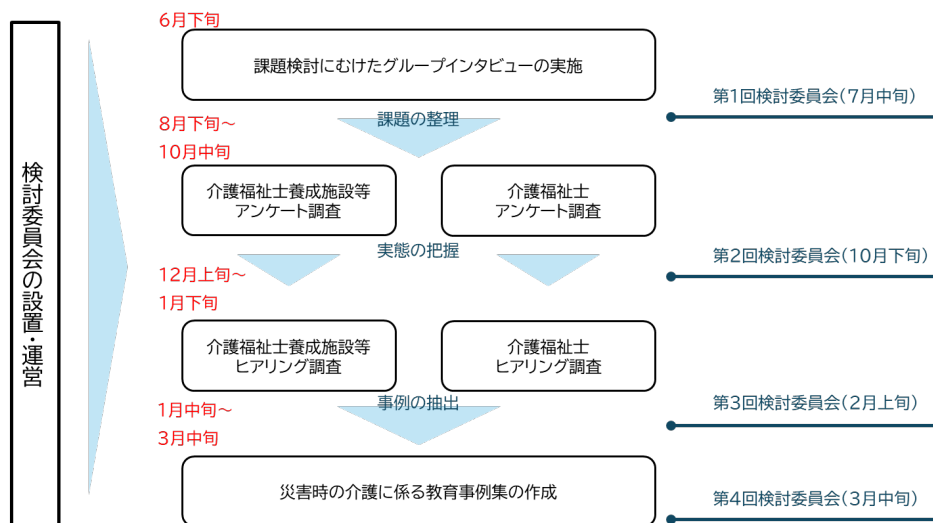 検討委員会の設置・運営
6月下旬
課題検討にむけたグループインタビューの実施
第1回検討委員会(7月中旬)
課題の整理
8月下旬～
10月中旬
介護福祉士養成施設等
アンケート調査
介護福祉士
アンケート調査
実態の把握
第2回検討委員会(10月下旬)
12月上旬～
1月下旬
介護福祉士養成施設等
ヒアリング調査
介護福祉士
ヒアリング調査
事例の抽出
第3回検討委員会(2月上旬)
1月中旬～
3月中旬
災害時の介護に係る教育事例集の作成
第4回検討委員会(3月中旬)